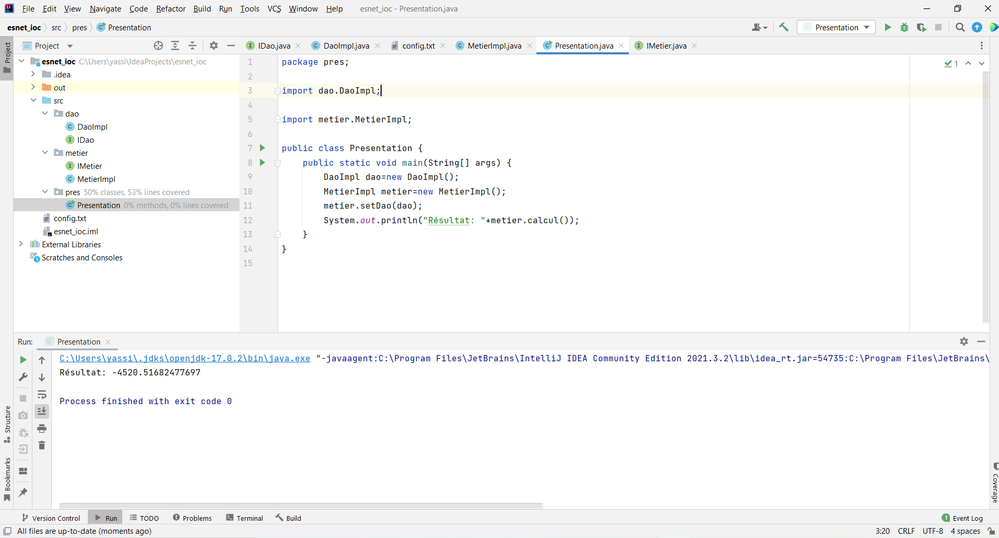 File Edit View Navigate Code Refactor Build Run Tools VCS Window Help esnet_ioc - Presentation.java
esnet_ioc src pres Presentation
Presentation
Project
Project
IDao.java DaoImpl.java config.txt MetierImpl.java Presentation.java IMetier.java
esnet_ioc C:\Users\yassi\IdeaProjects\esnet_ioc
.idea
out
src
dao
DaoImpl
IDao
metier
IMetier
MetierImpl
pres 50% classes, 53% lines covered
Presentation 0% methods, 0% lines covered
config.txt
esnet_ioc.iml
External Libraries
Scratches and Consoles
1 package pres;
1
2
3 import dao.DaoImpl;
4
5 import metier.MetierImpl;
6
7 public class Presentation {
8 public static void main(String[] args) {
9 DaoImpl dao=new DaoImpl();
10 MetierImpl metier=new MetierImpl();
11 metier.setDao(dao);
12 System.out.println("Résultat: "+metier.calcul());
13 }
14 }
15
Run: Presentation
C:\Users\yassi\.jdks\openjdk-17.0.2\bin\java.exe "-javaagent:C:\Program Files\JetBrains\IntelliJ IDEA Community Edition 2021.3.2\lib\idea_rt.jar=54735:C:\Program Files\JetBrains\
Résultat: -4520.51682477697
Process finished with exit code 0
Structure
Bookmarks
Coverage
Version Control Run TODO Problems Terminal Build 1 Event Log
All files are up-to-date (moments ago) 3:20 CRLF UTF-8 4 spaces